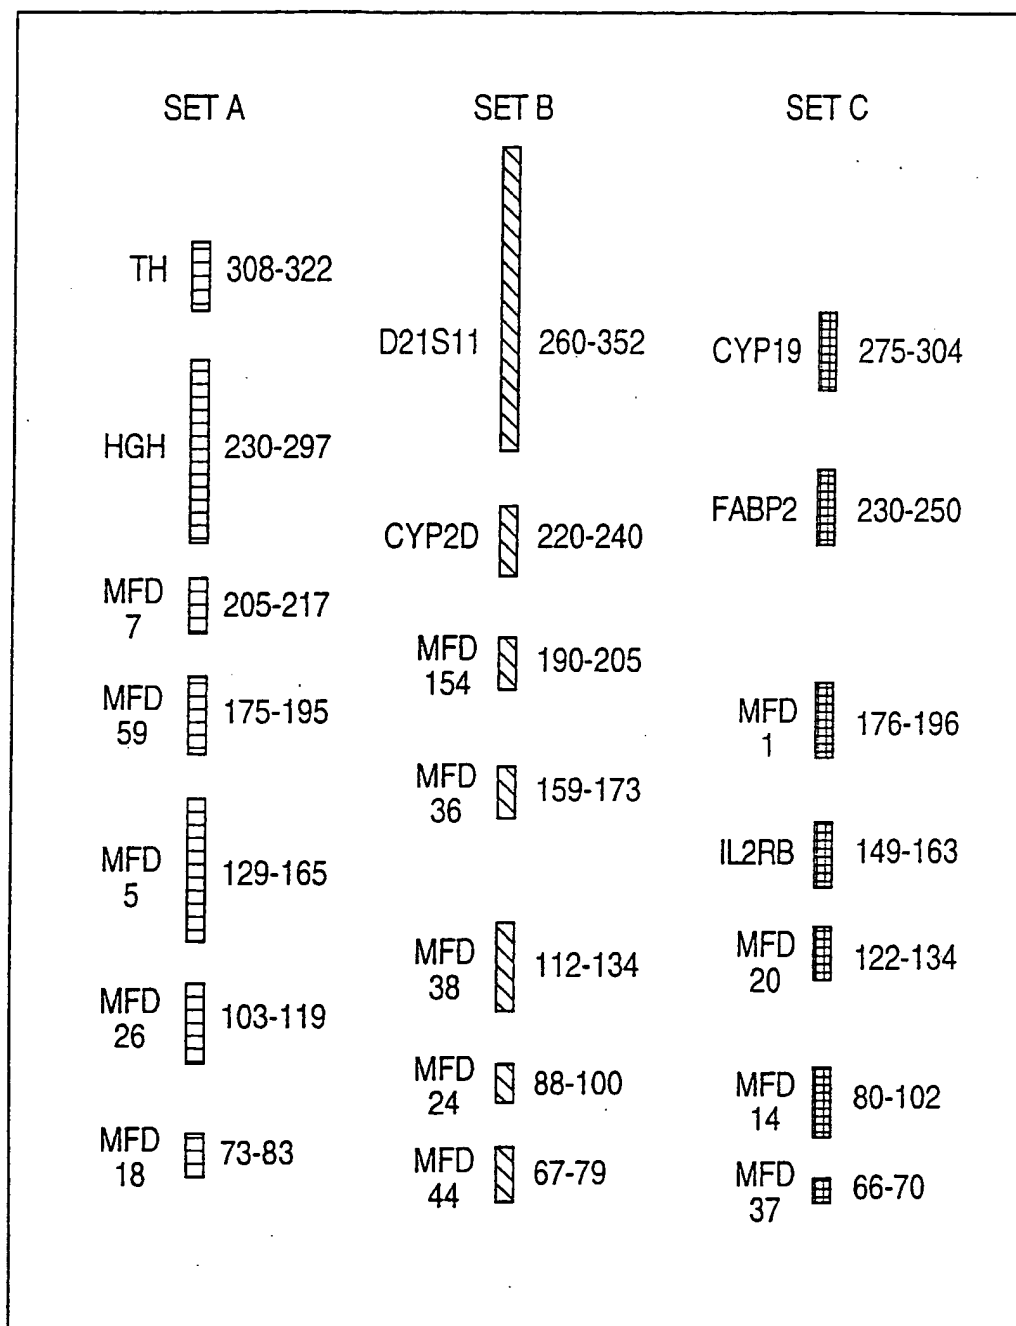 SET A
TH 308-322
HGH 230-297
MFD
7 205-217
MFD
59 175-195
MFD
5 129-165
MFD
26 103-119
MFD
18 73-83
SET B
D21S11 260-352
CYP2D 220-240
MFD
154 190-205
MFD
36 159-173
MFD
38 112-134
MFD
24 88-100
MFD
44 67-79
SET C
CYP19 275-304
FABP2 230-250
MFD
1 176-196
IL2RB 149-163
MFD
20 122-134
MFD
14 80-102
MFD
37 66-70